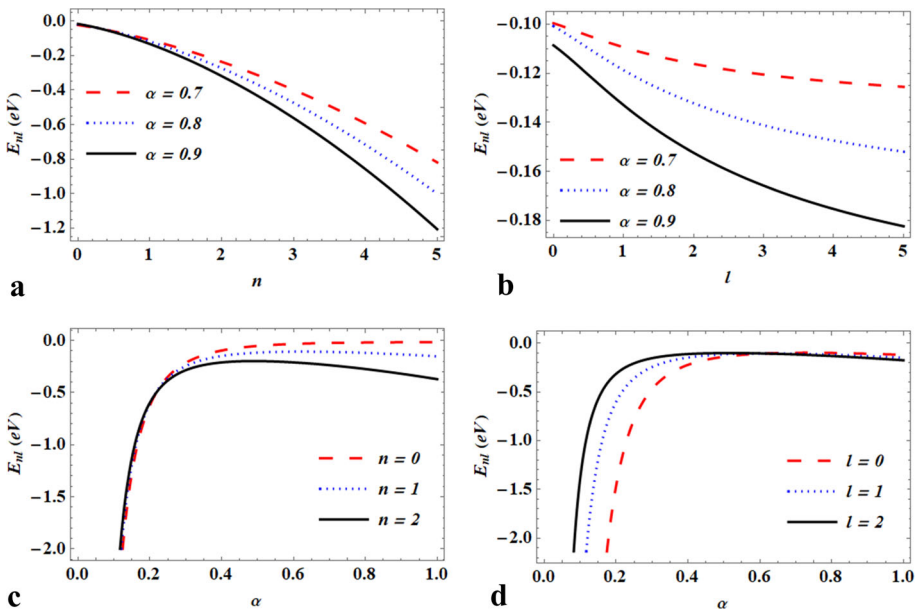 0.0
−0.2
−0.4
−0.6
−0.8
−1.0
−1.2
E_nl (eV)
α = 0.7
α = 0.8
α = 0.9
0 1 2 3 4 5
n
a
−0.10
−0.12
−0.14
−0.16
−0.18
E_nl (eV)
α = 0.7
α = 0.8
α = 0.9
0 1 2 3 4 5
l
b
0.0
−0.5
−1.0
−1.5
−2.0
E_nl (eV)
n = 0
n = 1
n = 2
0.0 0.2 0.4 0.6 0.8 1.0
α
c
0.0
−0.5
−1.0
−1.5
−2.0
E_nl (eV)
l = 0
l = 1
l = 2
0.0 0.2 0.4 0.6 0.8 1.0
α
d